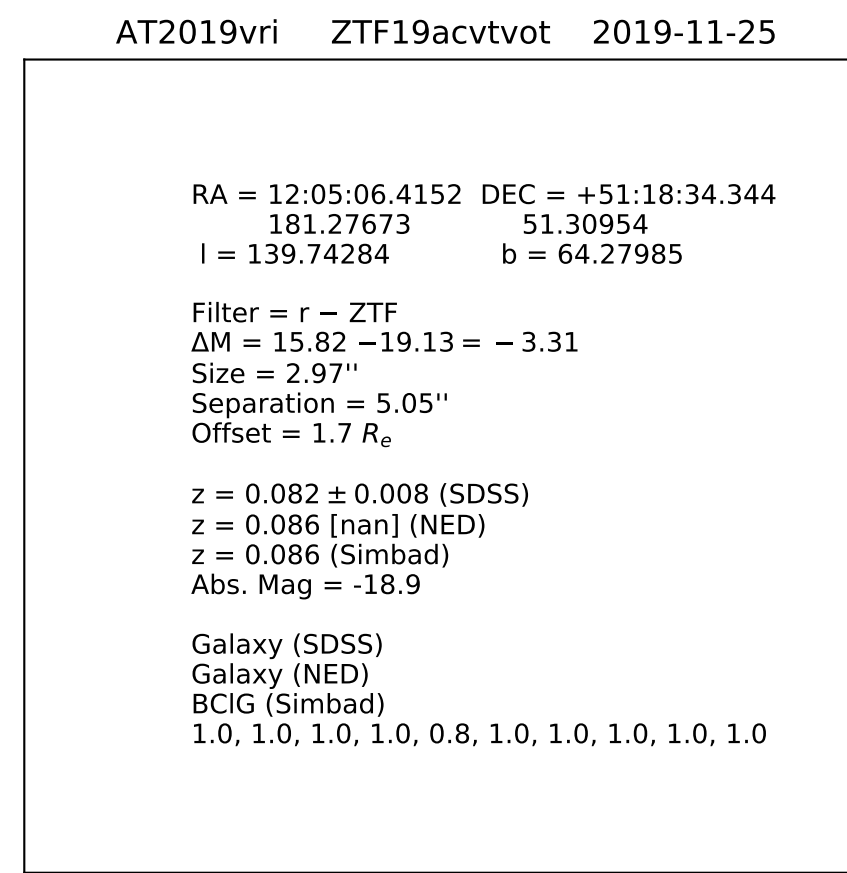 AT2019vri ZTF19acvtvot 2019-11-25
RA = 12:05:06.4152 DEC = +51:18:34.344
181.27673 51.30954
l = 139.74284 b = 64.27985
Filter = r − ZTF
ΔM = 15.82 −19.13 = − 3.31
Size = 2.97''
Separation = 5.05''
Offset = 1.7 Rₑ
z = 0.082 ± 0.008 (SDSS)
z = 0.086 [nan] (NED)
z = 0.086 (Simbad)
Abs. Mag = -18.9
Galaxy (SDSS)
Galaxy (NED)
BClG (Simbad)
1.0, 1.0, 1.0, 1.0, 0.8, 1.0, 1.0, 1.0, 1.0, 1.0